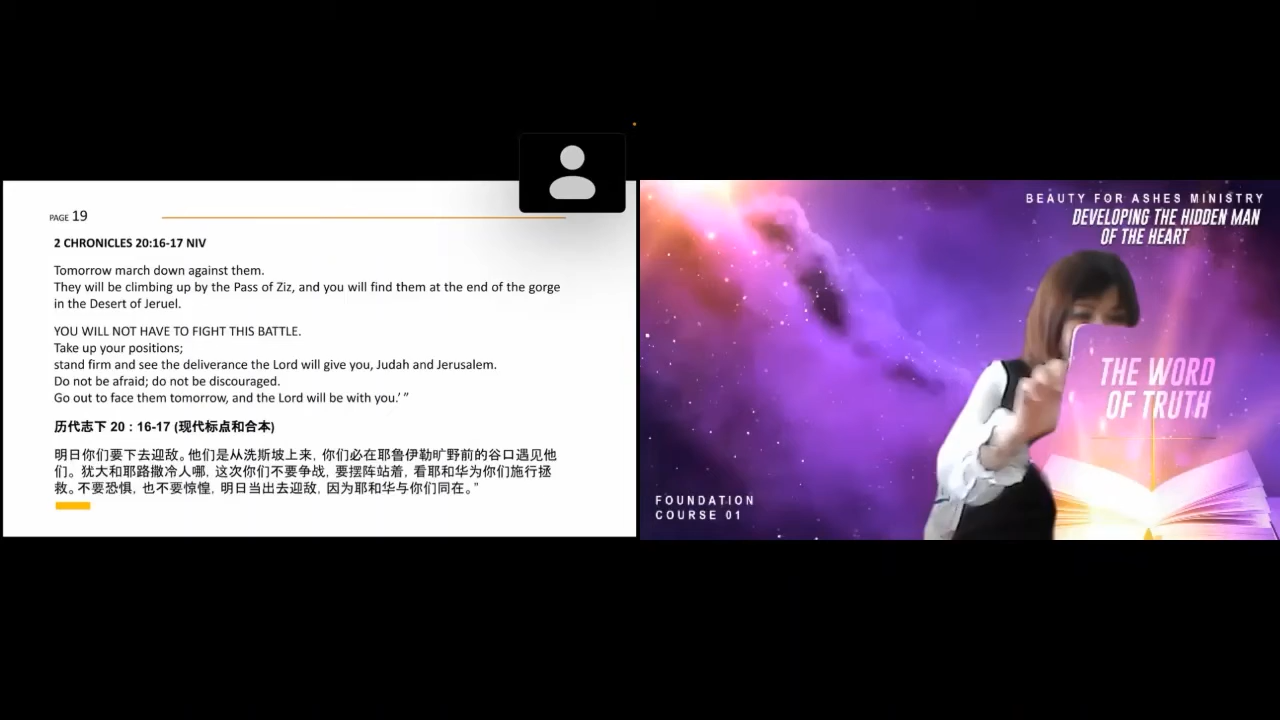 PAGE 19
2 CHRONICLES 20:16-17 NIV
Tomorrow march down against them.
They will be climbing up by the Pass of Ziz, and you will find them at the end of the gorge
in the Desert of Jeruel.
YOU WILL NOT HAVE TO FIGHT THIS BATTLE.
Take up your positions;
stand firm and see the deliverance the Lord will give you, Judah and Jerusalem.
Do not be afraid; do not be discouraged.
Go out to face them tomorrow, and the Lord will be with you.’ ”
历代志下 20：16-17 (现代标点和合本)
明日你们要下去迎敌。他们是从洗斯坡上来，你们必在耶鲁伊勒旷野前的谷口遇见他
们。犹大和耶路撒冷人哪，这次你们不要争战，要摆阵站着，看耶和华为你们施行拯
救。不要恐惧，也不要惊惶，明日当出去迎敌，因为耶和华与你们同在。”
BEAUTY FOR ASHES MINISTRY
DEVELOPING THE HIDDEN MAN
OF THE HEART
THE WORD
OF TRUTH
FOUNDATION
COURSE 01